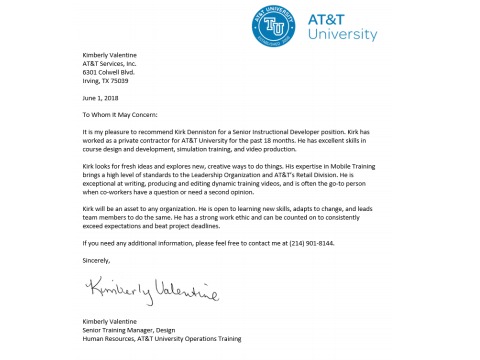 AT&T UNIVERSITY
TU
AT&T
University
Kimberly Valentine
AT&T Services, Inc.
6301 Colwell Blvd.
Irving, TX 75039
June 1, 2018
To Whom It May Concern:
It is my pleasure to recommend Kirk Denniston for a Senior Instructional Developer position. Kirk has
worked as a private contractor for AT&T University for the past 18 months. He has excellent skills in
course design and development, simulation training, and video production.
Kirk looks for fresh ideas and explores new, creative ways to do things. His expertise in Mobile Training
brings a high level of standards to the Leadership Organization and AT&T's Retail Division. He is
exceptional at writing, producing and editing dynamic training videos, and is often the go-to person
when co-workers have a question or need a second opinion.
Kirk will be an asset to any organization. He is open to learning new skills, adapts to change, and leads
team members to do the same. He has a strong work ethic and can be counted on to consistently
exceed expectations and beat project deadlines.
If you need any additional information, please feel free to contact me at (214) 901-8144.
Sincerely,
Kimberly Valentine
Kimberly Valentine
Senior Training Manager, Design
Human Resources, AT&T University Operations Training